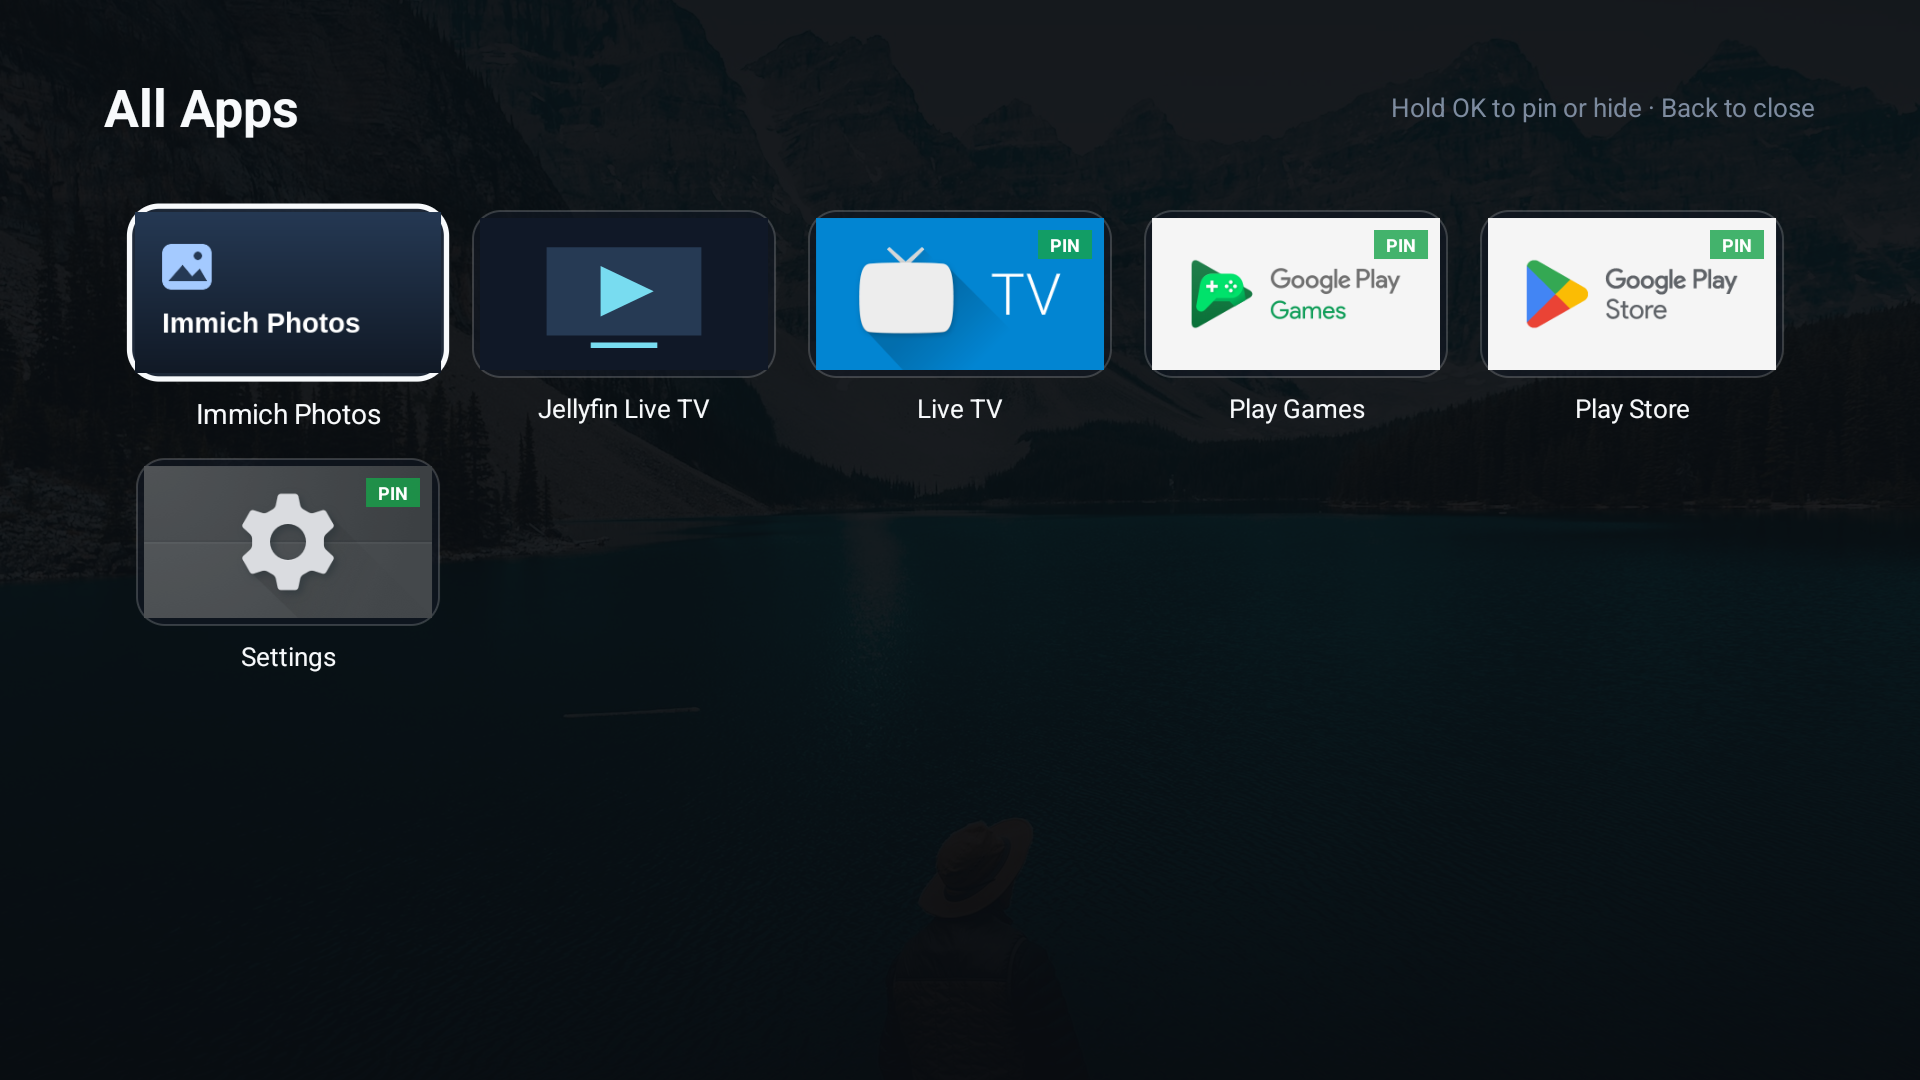 All Apps
Hold OK to pin or hide · Back to close
Immich Photos
PIN
TV
PIN
Google Play
Games
PIN
Google Play
Store
Immich Photos
Jellyfin Live TV
Live TV
Play Games
Play Store
PIN
Settings